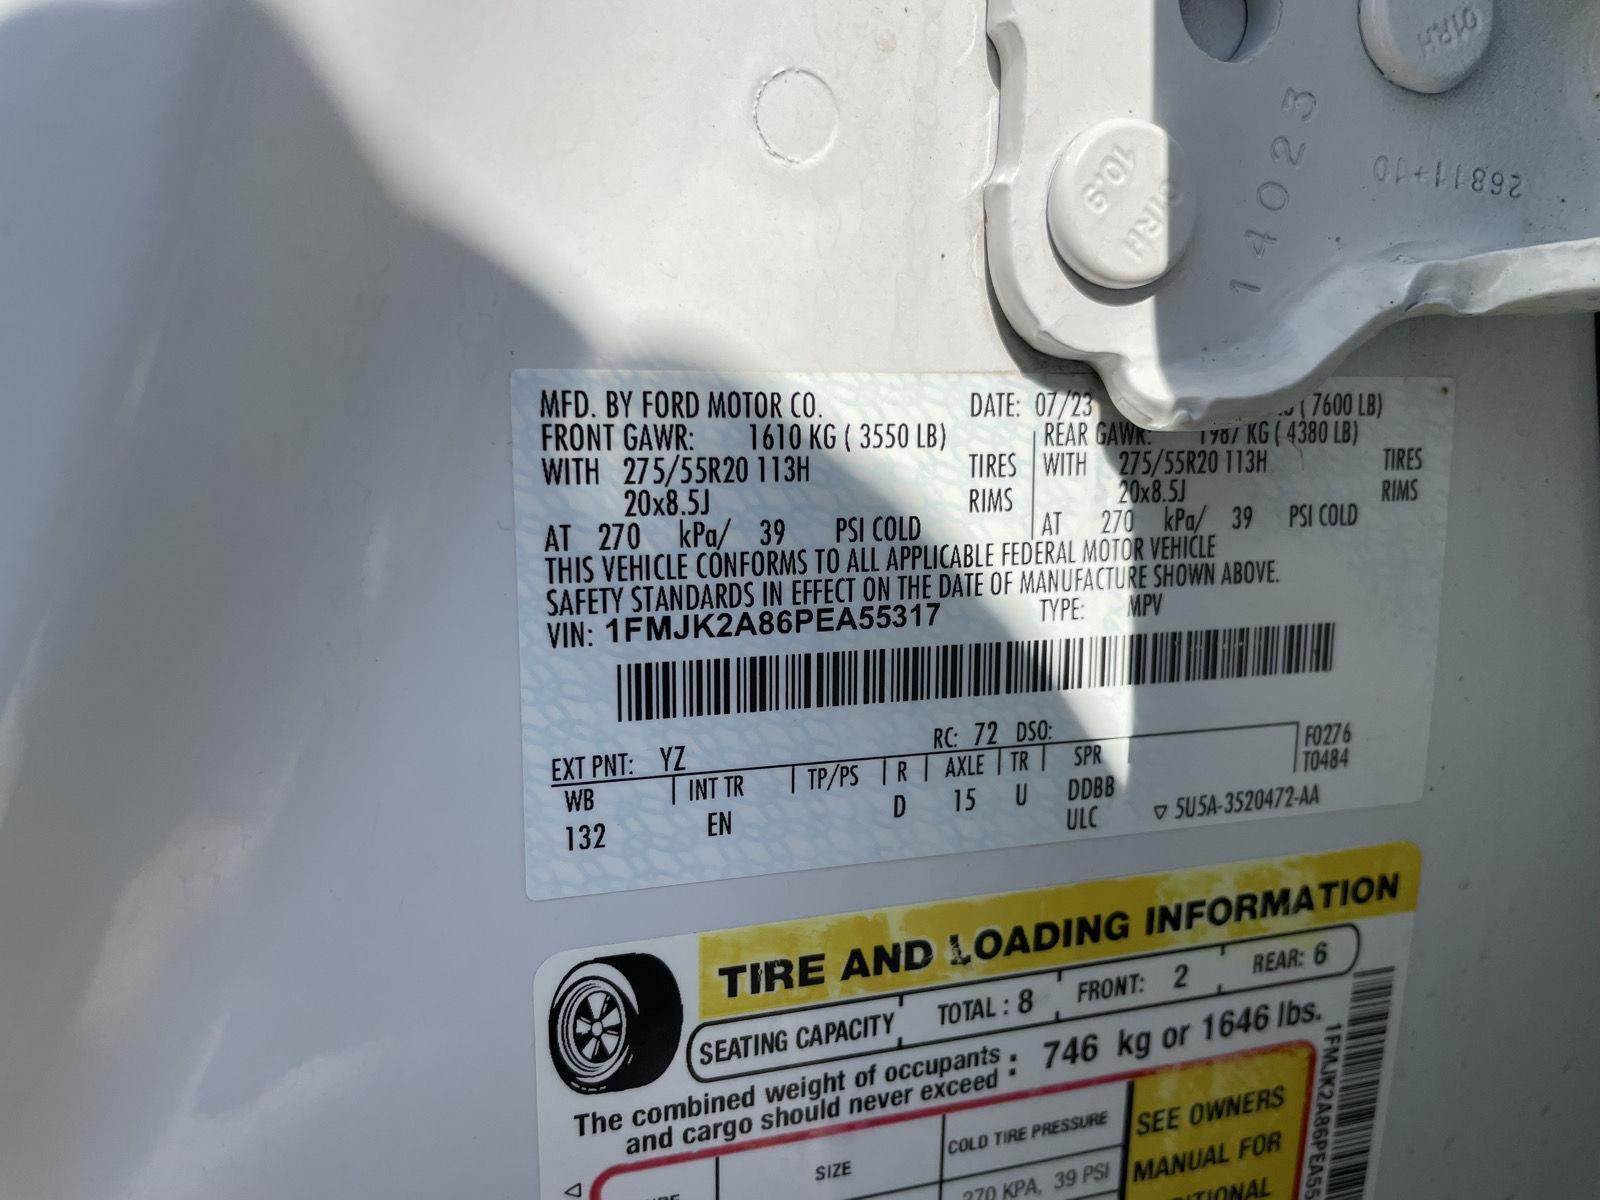 01RH
10.9
01RH
14023
26811+10
MFD. BY FORD MOTOR CO. DATE: 07/23 ( 7600 LB)
FRONT GAWR: 1610 KG ( 3550 LB) REAR GAWR: 1987 KG ( 4380 LB)
WITH 275/55R20 113H TIRES WITH 275/55R20 113H TIRES
20x8.5J RIMS 20x8.5J RIMS
AT 270 kPa/ 39 PSI COLD AT 270 kPa/ 39 PSI COLD
THIS VEHICLE CONFORMS TO ALL APPLICABLE FEDERAL MOTOR VEHICLE
SAFETY STANDARDS IN EFFECT ON THE DATE OF MANUFACTURE SHOWN ABOVE.
VIN: 1FMJK2A86PEA55317 TYPE: MPV
EXT PNT: YZ RC: 72 DSO: F0276
WB INT TR TP/PS R AXLE TR SPR T0484
132 EN D 15 U DDBB
ULC ▽ 5U5A-3520472-AA
TIRE AND LOADING INFORMATION
SEATING CAPACITY TOTAL : 8 FRONT: 2 REAR: 6
The combined weight of occupants
and cargo should never exceed : 746 kg or 1646 lbs.
SIZE COLD TIRE PRESSURE SEE OWNERS
270 KPA, 39 PSI MANUAL FOR
1FMJK2A86PEA55